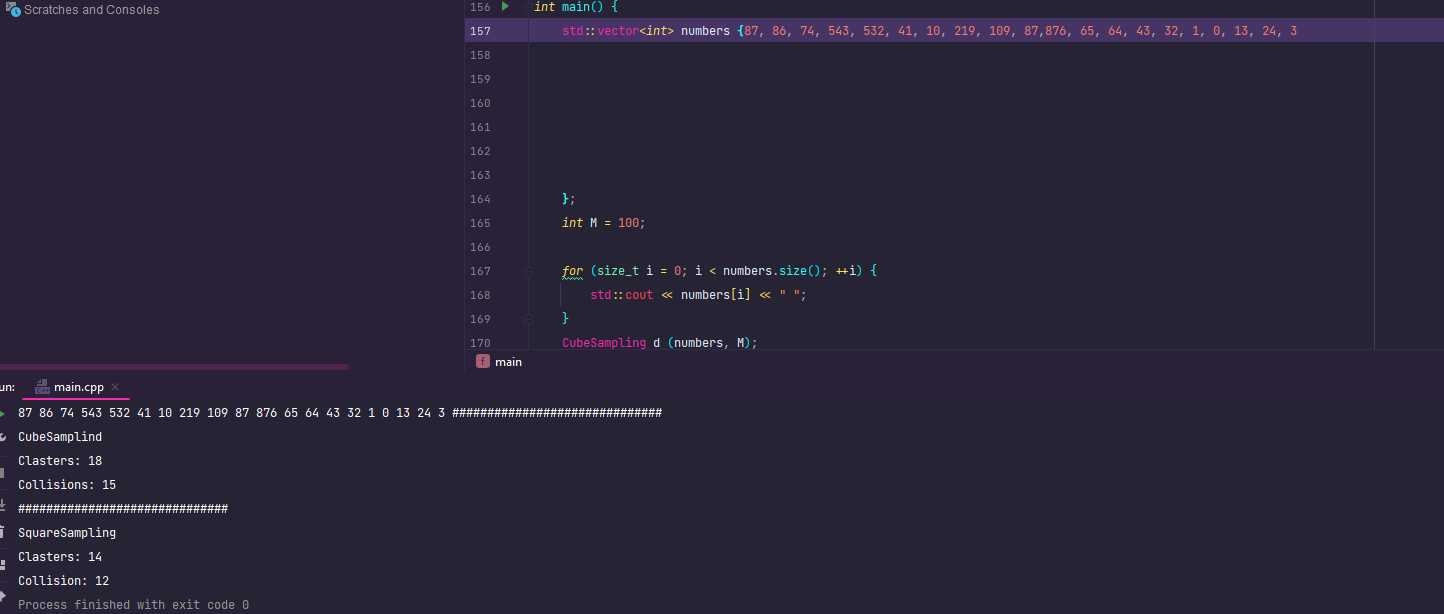 Scratches and Consoles
156 int main() {
157 std::vector<int> numbers {87, 86, 74, 543, 532, 41, 10, 219, 109, 87,876, 65, 64, 43, 32, 1, 0, 13, 24, 3
158
159
160
161
162
163
164 };
165 int M = 100;
166
167 for (size_t i = 0; i < numbers.size(); ++i) {
168 std::cout << numbers[i] << " ";
169 }
170 CubeSampling d (numbers, M);
f main
un: main.cpp
87 86 74 543 532 41 10 219 109 87 876 65 64 43 32 1 0 13 24 3 ##############################
CubeSamplind
Clasters: 18
Collisions: 15
##############################
SquareSampling
Clasters: 14
Collision: 12
Process finished with exit code 0